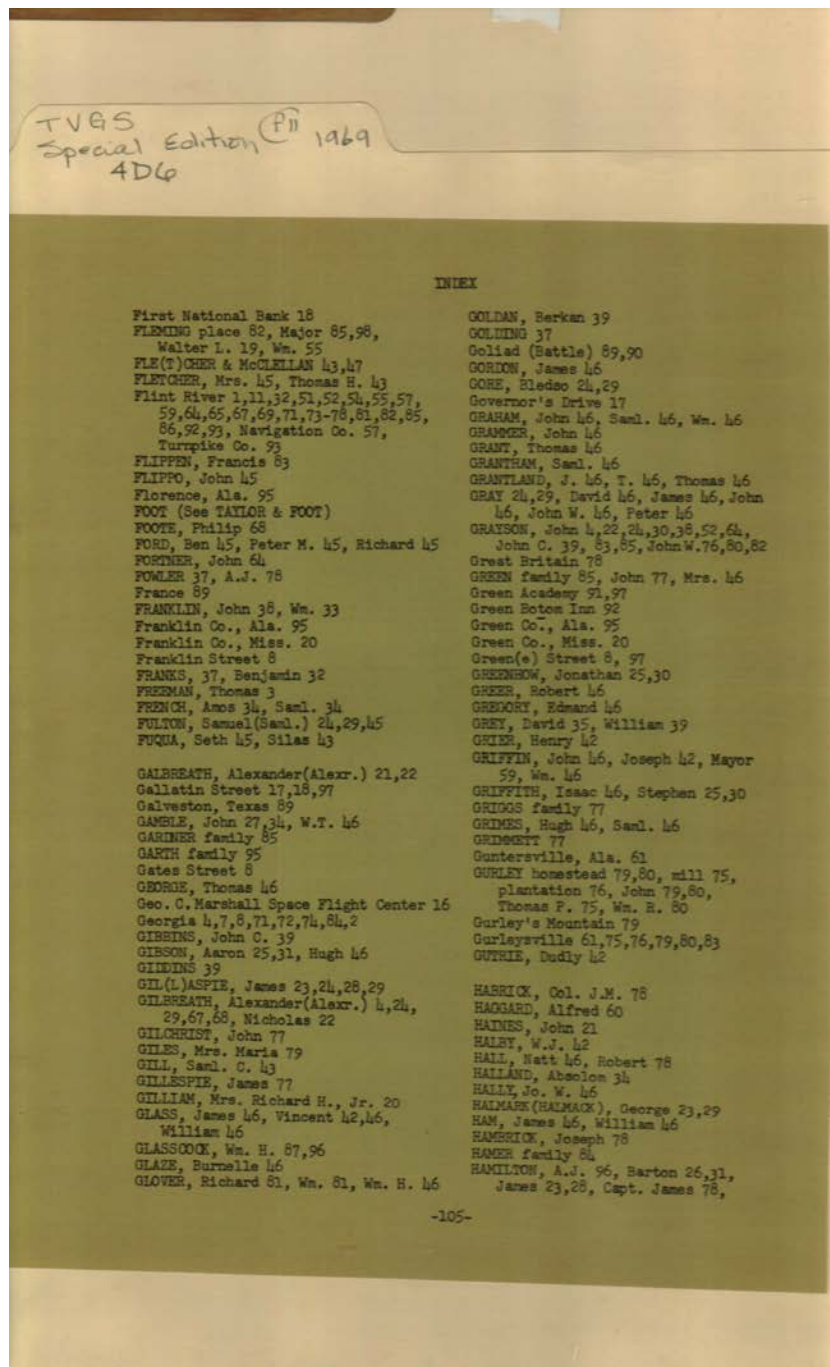 TVGS
Special Edition PII 1969
4D6
INDEX
First National Bank 18
FLEMING place 82, Major 85,98,
Walter L. 19, Wm. 55
FLE(T)CHER & McCLELLAN 43,47
FLETCHER, Mrs. 45, Thomas H. 43
Flint River 1,11,32,51,52,54,55,57,
59,64,65,67,69,71,73-78,81,82,85,
86,92,93, Navigation Co. 57,
Turnpike Co. 93
FLIPPEN, Francis 83
FLIPPO, John 45
Florence, Ala. 95
FOOT (See TAYLOR & FOOT)
FOOTE, Philip 68
FORD, Ben 45, Peter M. 45, Richard 45
FORTNER, John 64
FOWLER 37, A.J. 78
France 89
FRANKLIN, John 38, Wm. 33
Franklin Co., Ala. 95
Franklin Co., Miss. 20
Franklin Street 8
FRANKS, 37, Benjamin 32
FREEMAN, Thomas 3
FRENCH, Amos 34, Saml. 34
FULTON, Samuel(Saml.) 24,29,45
FUQUA, Seth 45, Silas 43
GALBREATH, Alexander(Alexr.) 21,22
Gallatin Street 17,18,97
Galveston, Texas 89
GAMBLE, John 27,34, W.T. 46
GARDNER family 85
GARTH family 95
Gates Street 8
GEORGE, Thomas 46
Geo. C. Marshall Space Flight Center 16
Georgia 4,7,8,71,72,74,84,2
GIBBINS, John C. 39
GIBSON, Aaron 25,31, Hugh 46
GIDDINS 39
GIL(L)ASPIE, James 23,24,28,29
GILBREATH, Alexander(Alexr.) 4,24,
29,67,68, Nicholas 22
GILCHRIST, John 77
GILES, Mrs. Maria 79
GILL, Saml. C. 43
GILLESPIE, James 77
GILLIAM, Mrs. Richard H., Jr. 20
GLASS, James 46, Vincent 42,46,
William 46
GLASSCOCK, Wm. H. 87,96
GLAZE, Burnelle 46
GLOVER, Richard 81, Wm. 81, Wm. H. 46
GOLDAN, Berkan 39
GOLDING 37
Goliad (Battle) 89,90
GORDON, James 46
GORE, Bledso 24,29
Governor's Drive 17
GRAHAM, John 46, Saml. 46, Wm. 46
GRAMMER, John 46
GRANT, Thomas 46
GRANTHAM, Saml. 46
GRANTLAND, J. 46, T. 46, Thomas 46
GRAY 24,29, David 46, James 46, John
46, John W. 46, Peter 46
GRAYSON, John 4,22,24,30,38,52,64,
John C. 39, 83,85, John W.76,80,82
Great Britain 78
GREEN family 85, John 77, Mrs. 46
Green Academy 91,97
Green Botom Inn 92
Green Co., Ala. 95
Green Co., Miss. 20
Green(e) Street 8, 97
GREENHOW, Jonathan 25,30
GREER, Robert 46
GREGORY, Edmand 46
GREY, David 35, William 39
GRIER, Henry 42
GRIFFIN, John 46, Joseph 42, Mayor
59, Wm. 46
GRIFFITH, Isaac 46, Stephen 25,30
GRIGGS family 77
GRIMES, Hugh 46, Saml. 46
GRIMMETT 77
Guntersville, Ala. 61
GURLEY homestead 79,80, mill 75,
plantation 76, John 79,80,
Thomas P. 75, Wm. R. 80
Gurley's Mountain 79
Gurleysville 61,75,76,79,80,83
GUTRIE, Dudly 42
HABRICK, Col. J.M. 78
HAGGARD, Alfred 60
HAINES, John 21
HALBY, W.J. 42
HALL, Natt 46, Robert 78
HALLAND, Absolom 34
HALLY, Jo. W. 46
HALMARK(HALMACK), George 23,29
HAM, James 46, William 46
HAMBRICK, Joseph 78
HAMER family 84
HAMILTON, A.J. 96, Barton 26,31,
James 23,28, Capt. James 78,
-105-